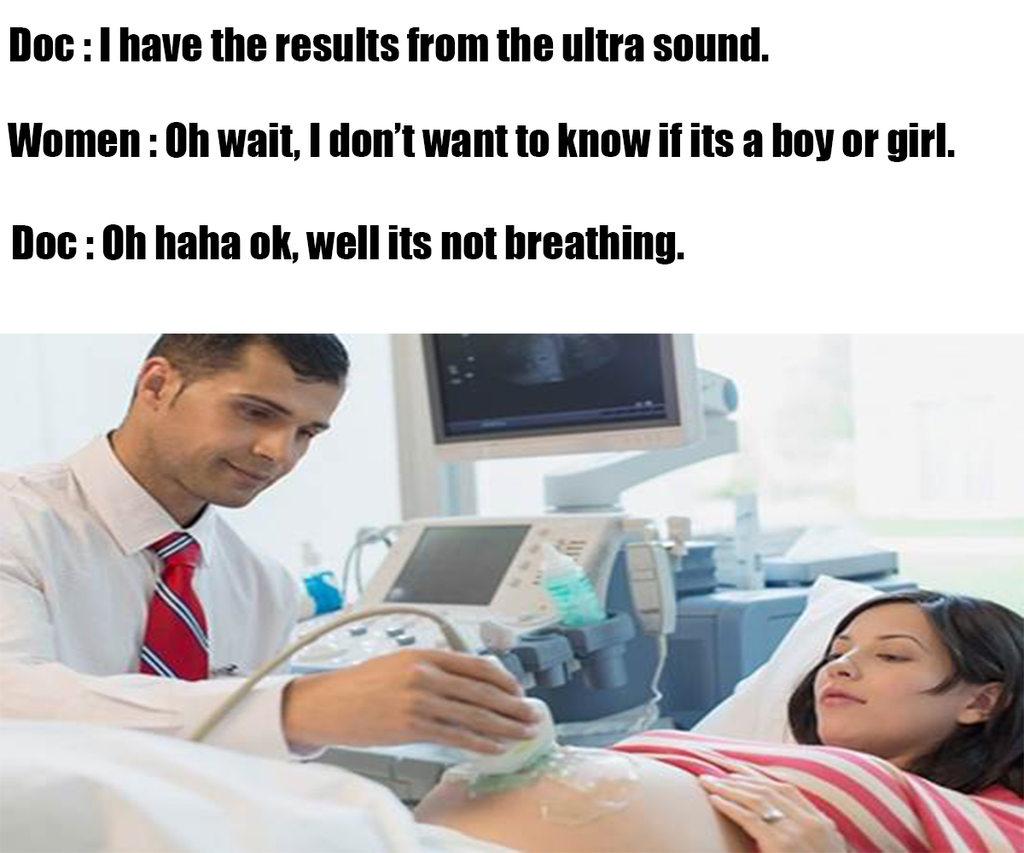 Doc : I have the results from the ultra sound.
Women : Oh wait, I don’t want to know if its a boy or girl.
Doc : Oh haha ok, well its not breathing.